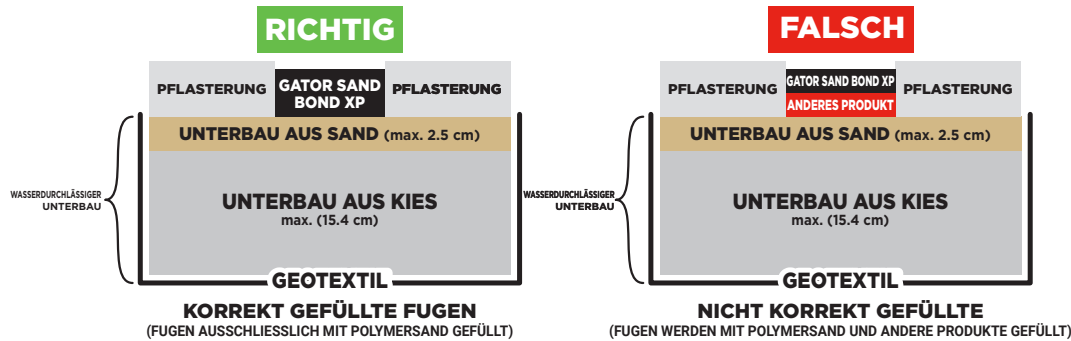 RICHTIG
PFLASTERUNG
GATOR SAND
BOND XP
PFLASTERUNG
UNTERBAU AUS SAND (max. 2.5 cm)
WASSERDURCHLÄSSIGER
UNTERBAU
UNTERBAU AUS KIES
max. (15.4 cm)
GEOTEXTIL
KORREKT GEFÜLLTE FUGEN
(FUGEN AUSSCHLIESSLICH MIT POLYMERSAND GEFÜLLT)
FALSCH
PFLASTERUNG
GATOR SAND BOND XP
ANDERES PRODUKT
PFLASTERUNG
UNTERBAU AUS SAND (max. 2.5 cm)
WASSERDURCHLÄSSIGER
UNTERBAU
UNTERBAU AUS KIES
max. (15.4 cm)
GEOTEXTIL
NICHT KORREKT GEFÜLLTE
(FUGEN WERDEN MIT POLYMERSAND UND ANDERE PRODUKTE GEFÜLLT)